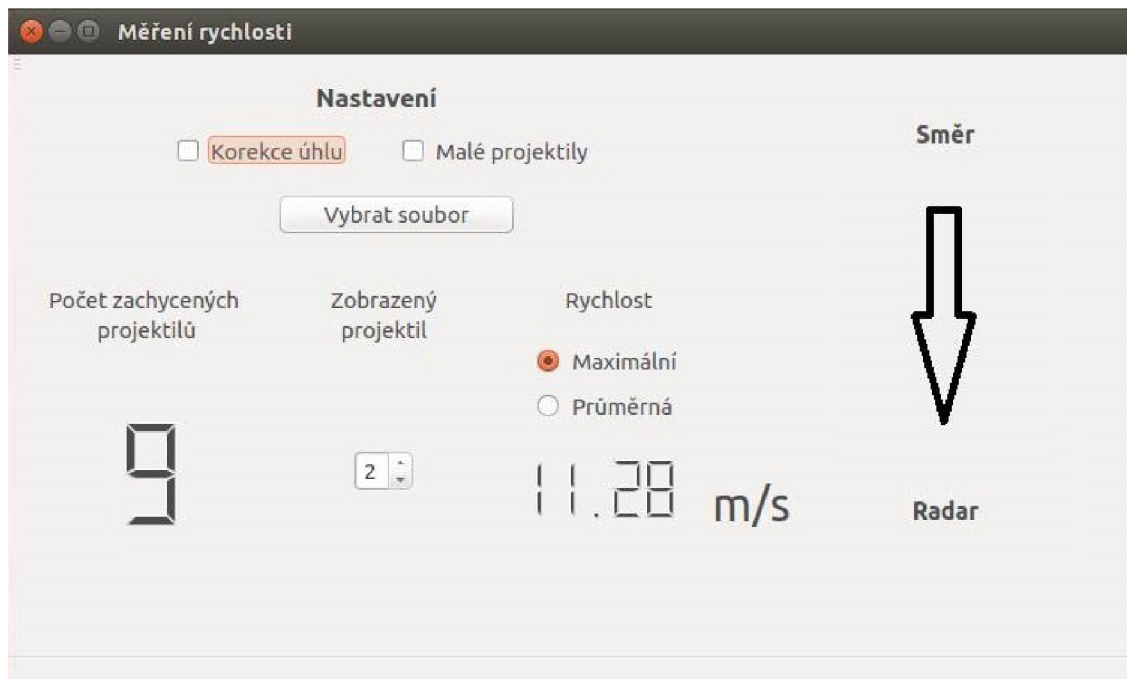 Měření rychlosti
Nastavení
Korekce úhlu
Malé projektily
Vybrat soubor
Směr
Počet zachycených
projektilů
Zobrazený
projektil
Rychlost
Maximální
Průměrná
9
2
11.28 m/s
Radar